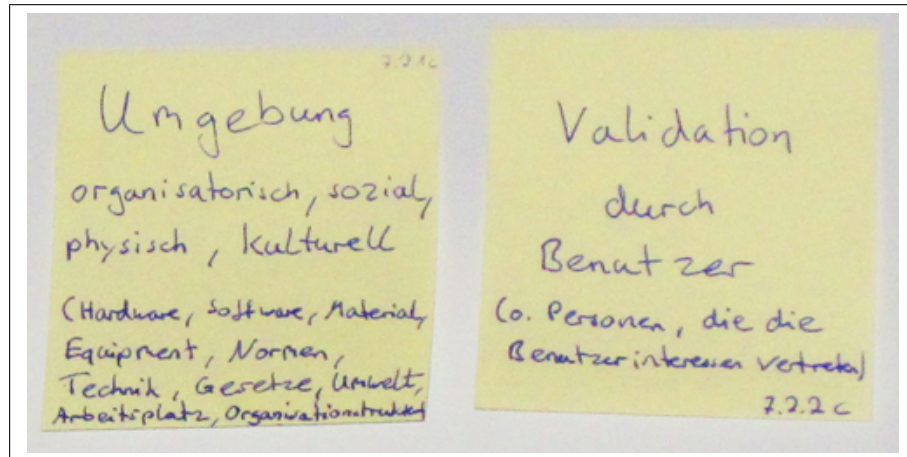 7.2.1c
Umgebung
organisatorisch, sozial,
physisch, kulturell
(Hardware, Software, Material,
Equipment, Normen,
Technik, Gesetze, Umwelt,
Arbeitsplatz, Organisationsstruktur)
Validation
durch
Benutzer
(o. Personen, die die
Benutzerinteressen vertreten)
7.2.2 c